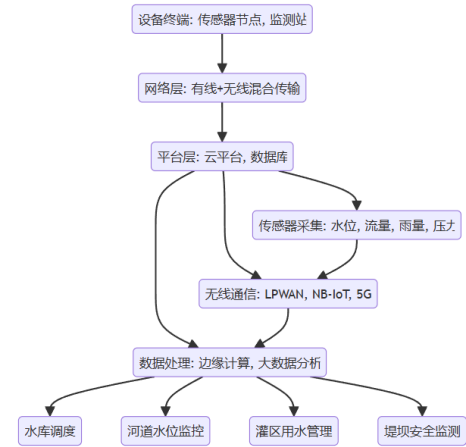 设备终端: 传感器节点, 监测站
网络层: 有线+无线混合传输
平台层: 云平台, 数据库
传感器采集: 水位, 流量, 雨量, 压力
无线通信: LPWAN, NB-IoT, 5G
数据处理: 边缘计算, 大数据分析
水库调度
河道水位监控
灌区用水管理
堤坝安全监测